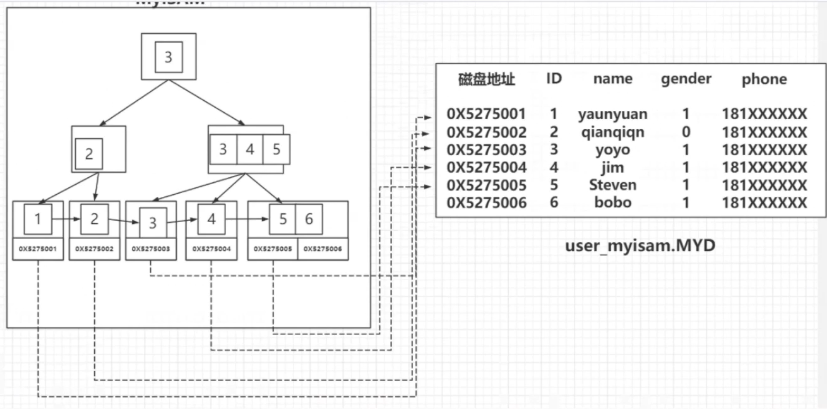 MyISAM
3
2
3 4 5
1 2 3 4 5 6
0X5275001 0X5275002 0X5275003 0X5275004 0X5275005 0X5275006
磁盘地址 ID name gender phone
0X5275001 1 yaunyuan 1 181XXXXXX
0X5275002 2 qianqiqn 0 181XXXXXX
0X5275003 3 yoyo 1 181XXXXXX
0X5275004 4 jim 1 181XXXXXX
0X5275005 5 Steven 1 181XXXXXX
0X5275006 6 bobo 1 181XXXXXX
user_myisam.MYD